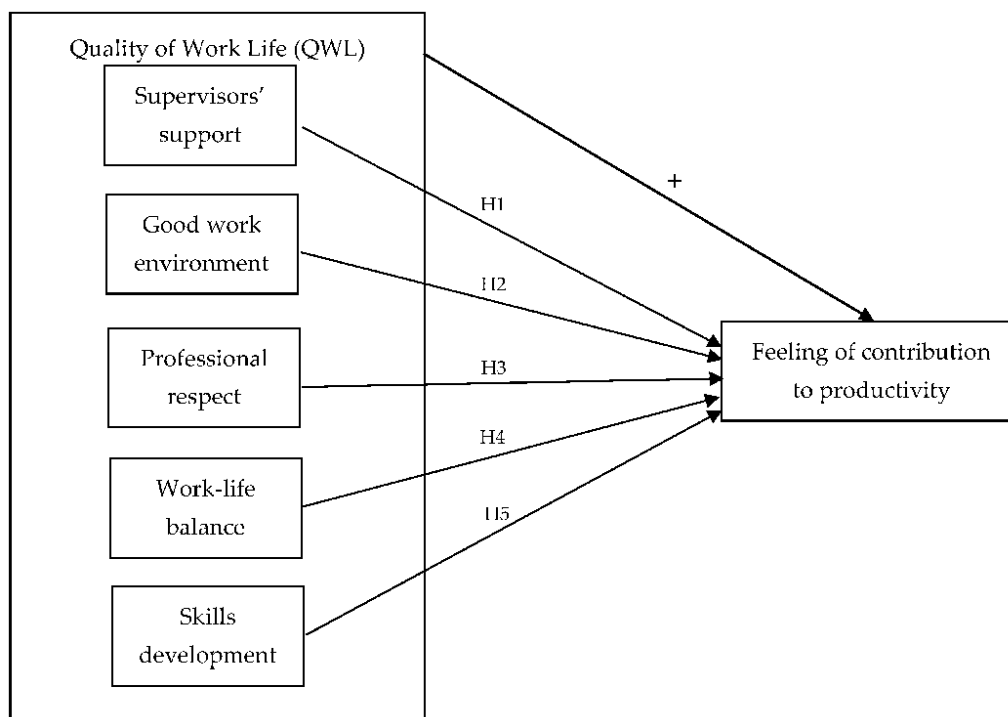 Quality of Work Life (QWL)
Supervisors'
support
+
H1
Good work
environment
H2
Feeling of contribution
to productivity
Professional
respect
H3
H4
Work-life
balance
H5
Skills
development